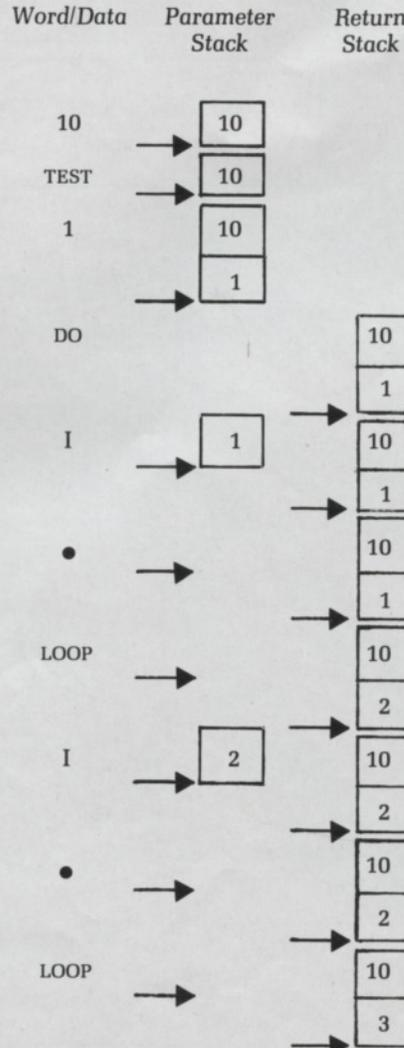 Word/Data Parameter Return
Stack Stack
10 10
TEST 10
1 10
1
DO 10
1
I 1 10
1
• 10
1
LOOP 10
2
I 2 10
2
• 10
2
LOOP 10
3